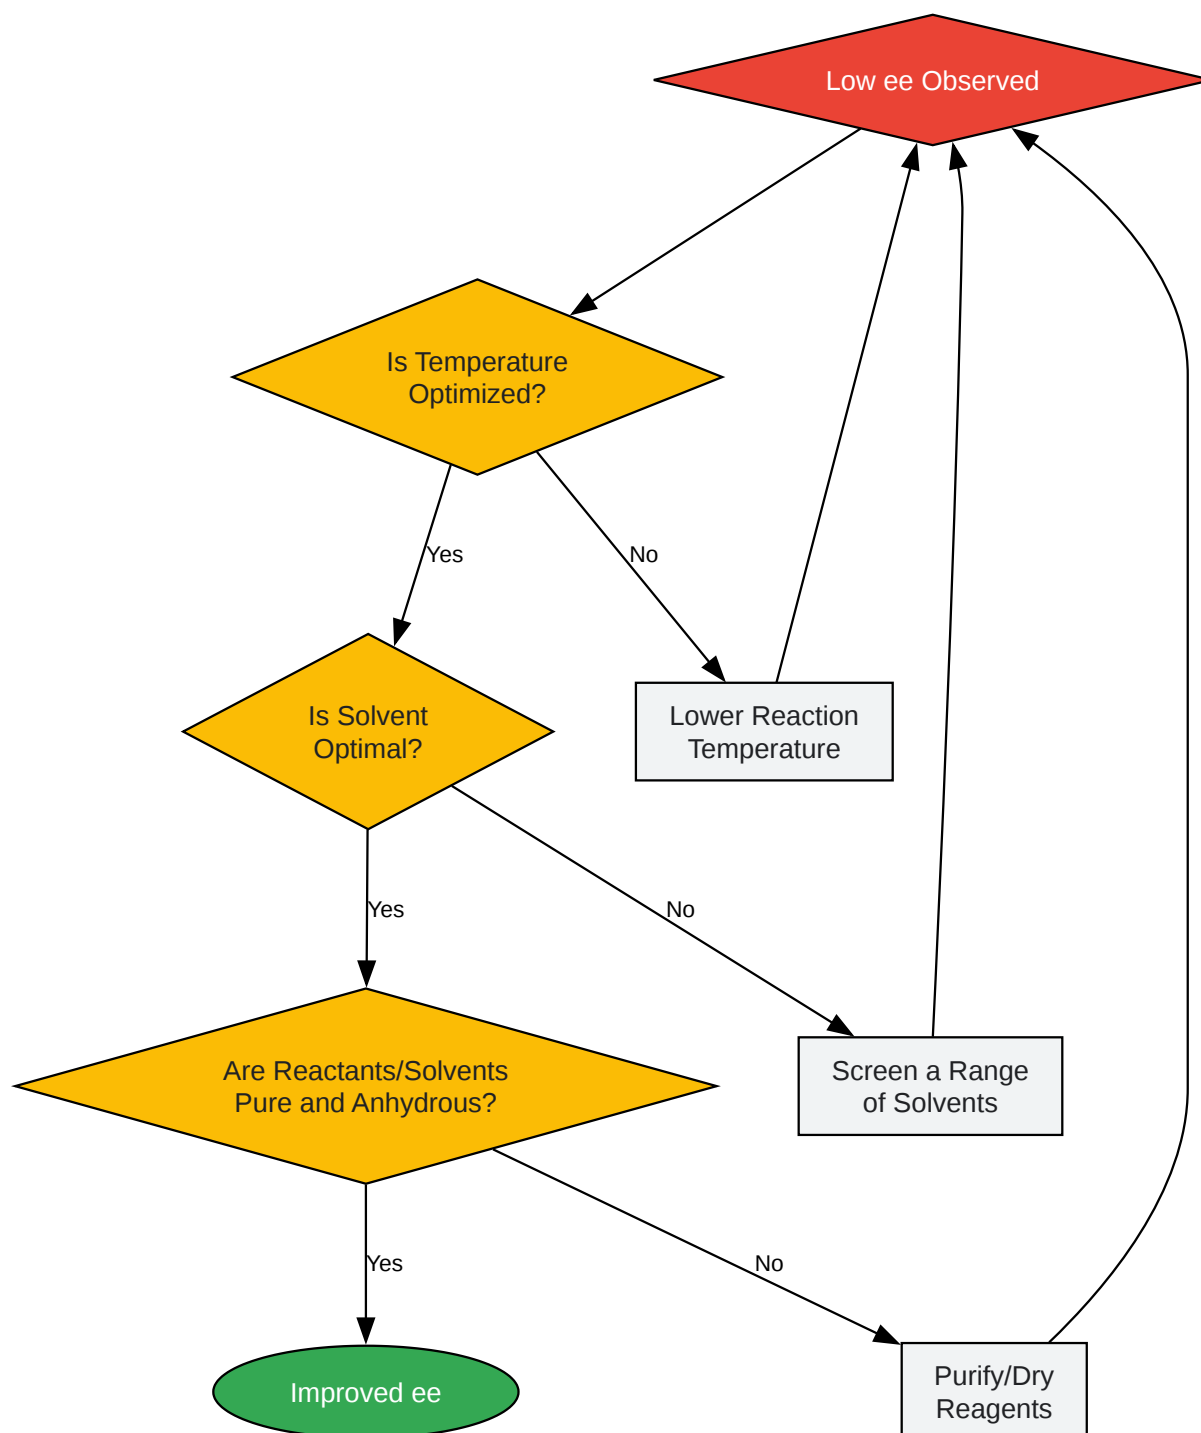 Low ee Observed
Is Temperature
Optimized?
Yes
No
Is Solvent
Optimal?
Lower Reaction
Temperature
Yes
No
Are Reactants/Solvents
Pure and Anhydrous?
Screen a Range
of Solvents
Yes
No
Improved ee
Purify/Dry
Reagents